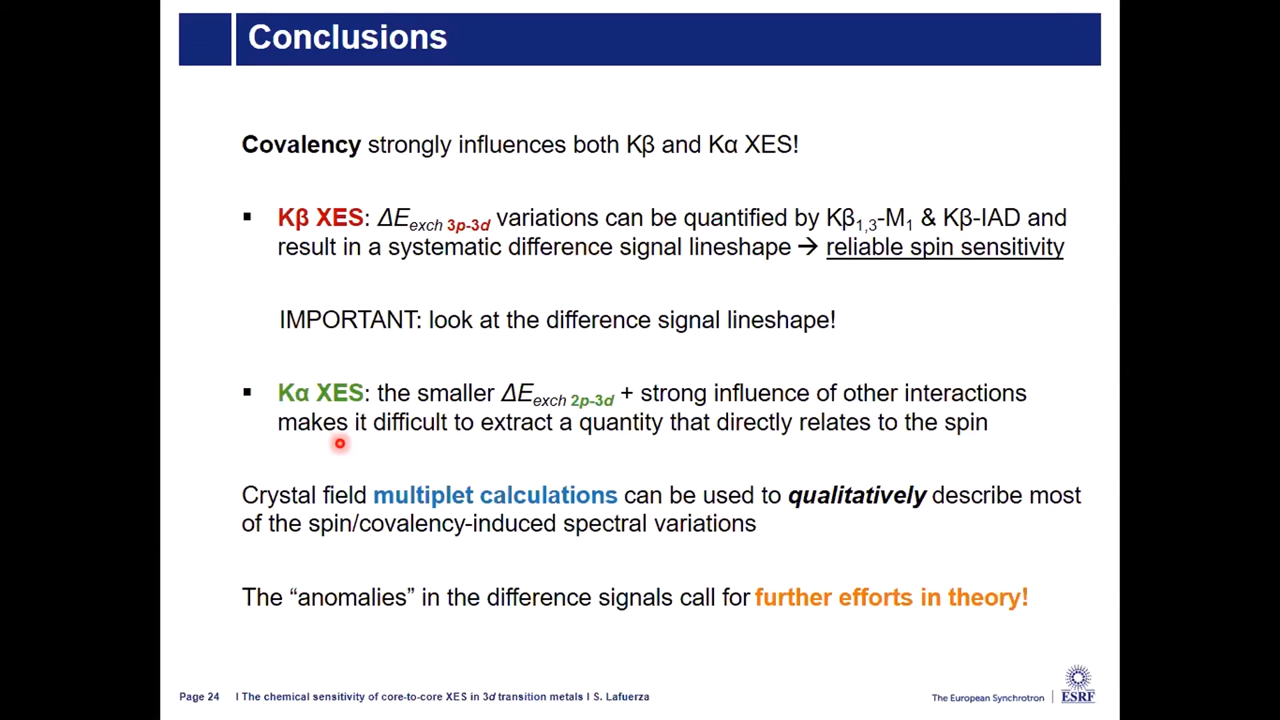 Conclusions
Covalency strongly influences both Kβ and Kα XES!
▪ Kβ XES: ΔEexch 3p-3d variations can be quantified by Kβ1,3-M1 & Kβ-IAD and
result in a systematic difference signal lineshape → reliable spin sensitivity
IMPORTANT: look at the difference signal lineshape!
▪ Kα XES: the smaller ΔEexch 2p-3d + strong influence of other interactions
makes it difficult to extract a quantity that directly relates to the spin
Crystal field multiplet calculations can be used to qualitatively describe most
of the spin/covalency-induced spectral variations
The “anomalies” in the difference signals call for further efforts in theory!
Page 24 l The chemical sensitivity of core-to-core XES in 3d transition metals l S. Lafuerza
The European Synchrotron ESRF